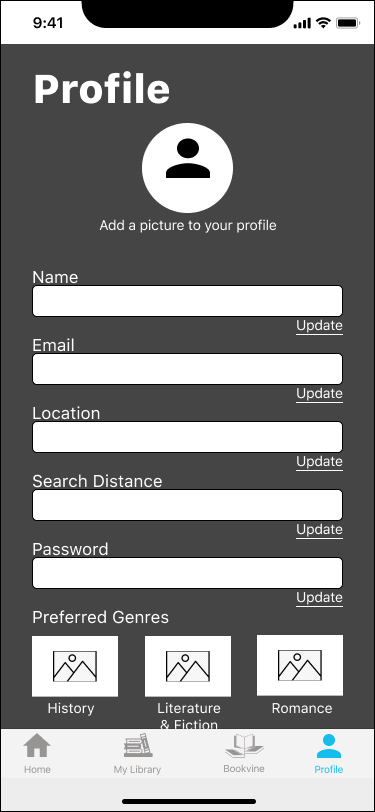 9:41
Profile
Add a picture to your profile
Name
Update
Email
Update
Location
Update
Search Distance
Update
Password
Update
Preferred Genres
History
Literature
& Fiction
Romance
Home
My Library
Bookvine
Profile